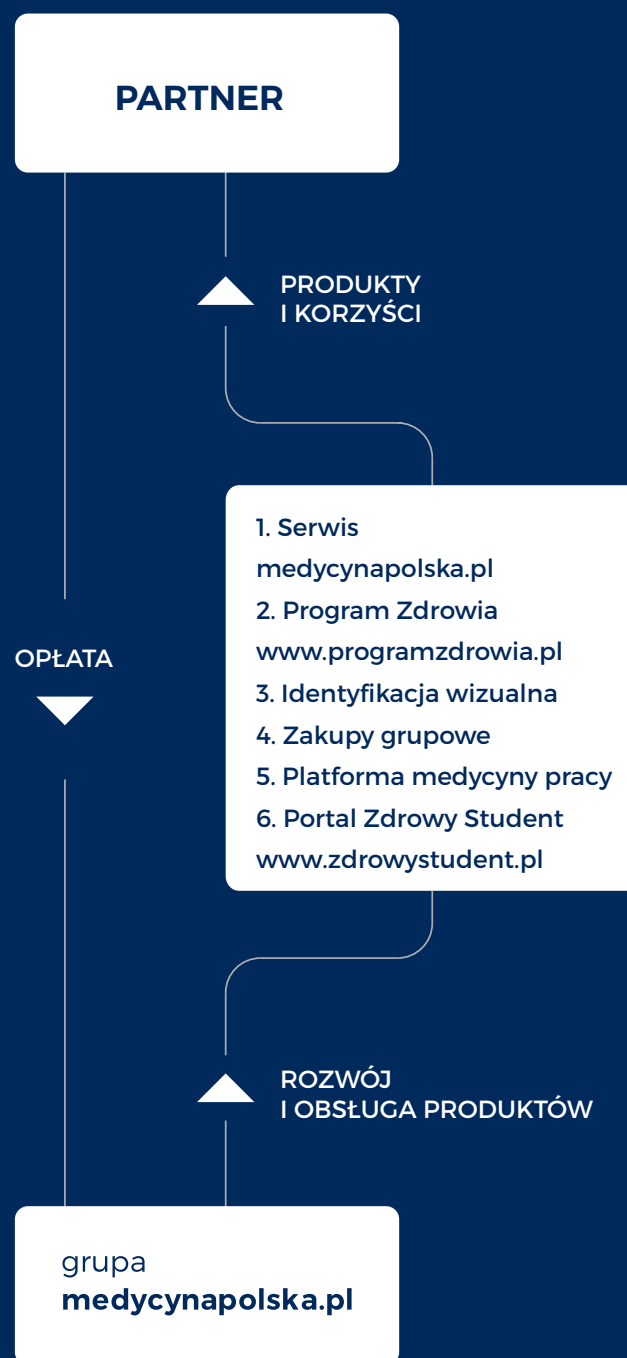 PARTNER
PRODUKTY
I KORZYŚCI
1. Serwis
medycynapolska.pl
2. Program Zdrowia
www.programzdrowia.pl
3. Identyfikacja wizualna
4. Zakupy grupowe
5. Platforma medycyny pracy
6. Portal Zdrowy Student
www.zdrowystudent.pl
OPŁATA
ROZWÓJ
I OBSŁUGA PRODUKTÓW
grupa
medycynapolska.pl